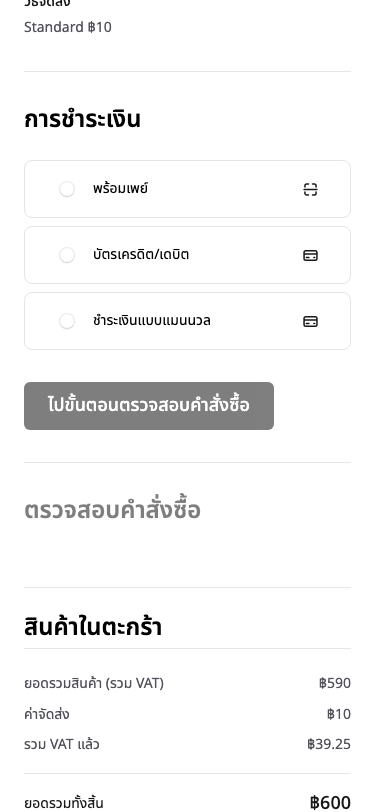 วิธีจัดส่ง
Standard ฿10
การชำระเงิน
พร้อมเพย์
บัตรเครดิต/เดบิต
ชำระเงินแบบแมนนวล
ไปขั้นตอนตรวจสอบคำสั่งซื้อ
ตรวจสอบคำสั่งซื้อ
สินค้าในตะกร้า
ยอดรวมสินค้า (รวม VAT) ฿590
ค่าจัดส่ง ฿10
รวม VAT แล้ว ฿39.25
ยอดรวมทั้งสิ้น ฿600